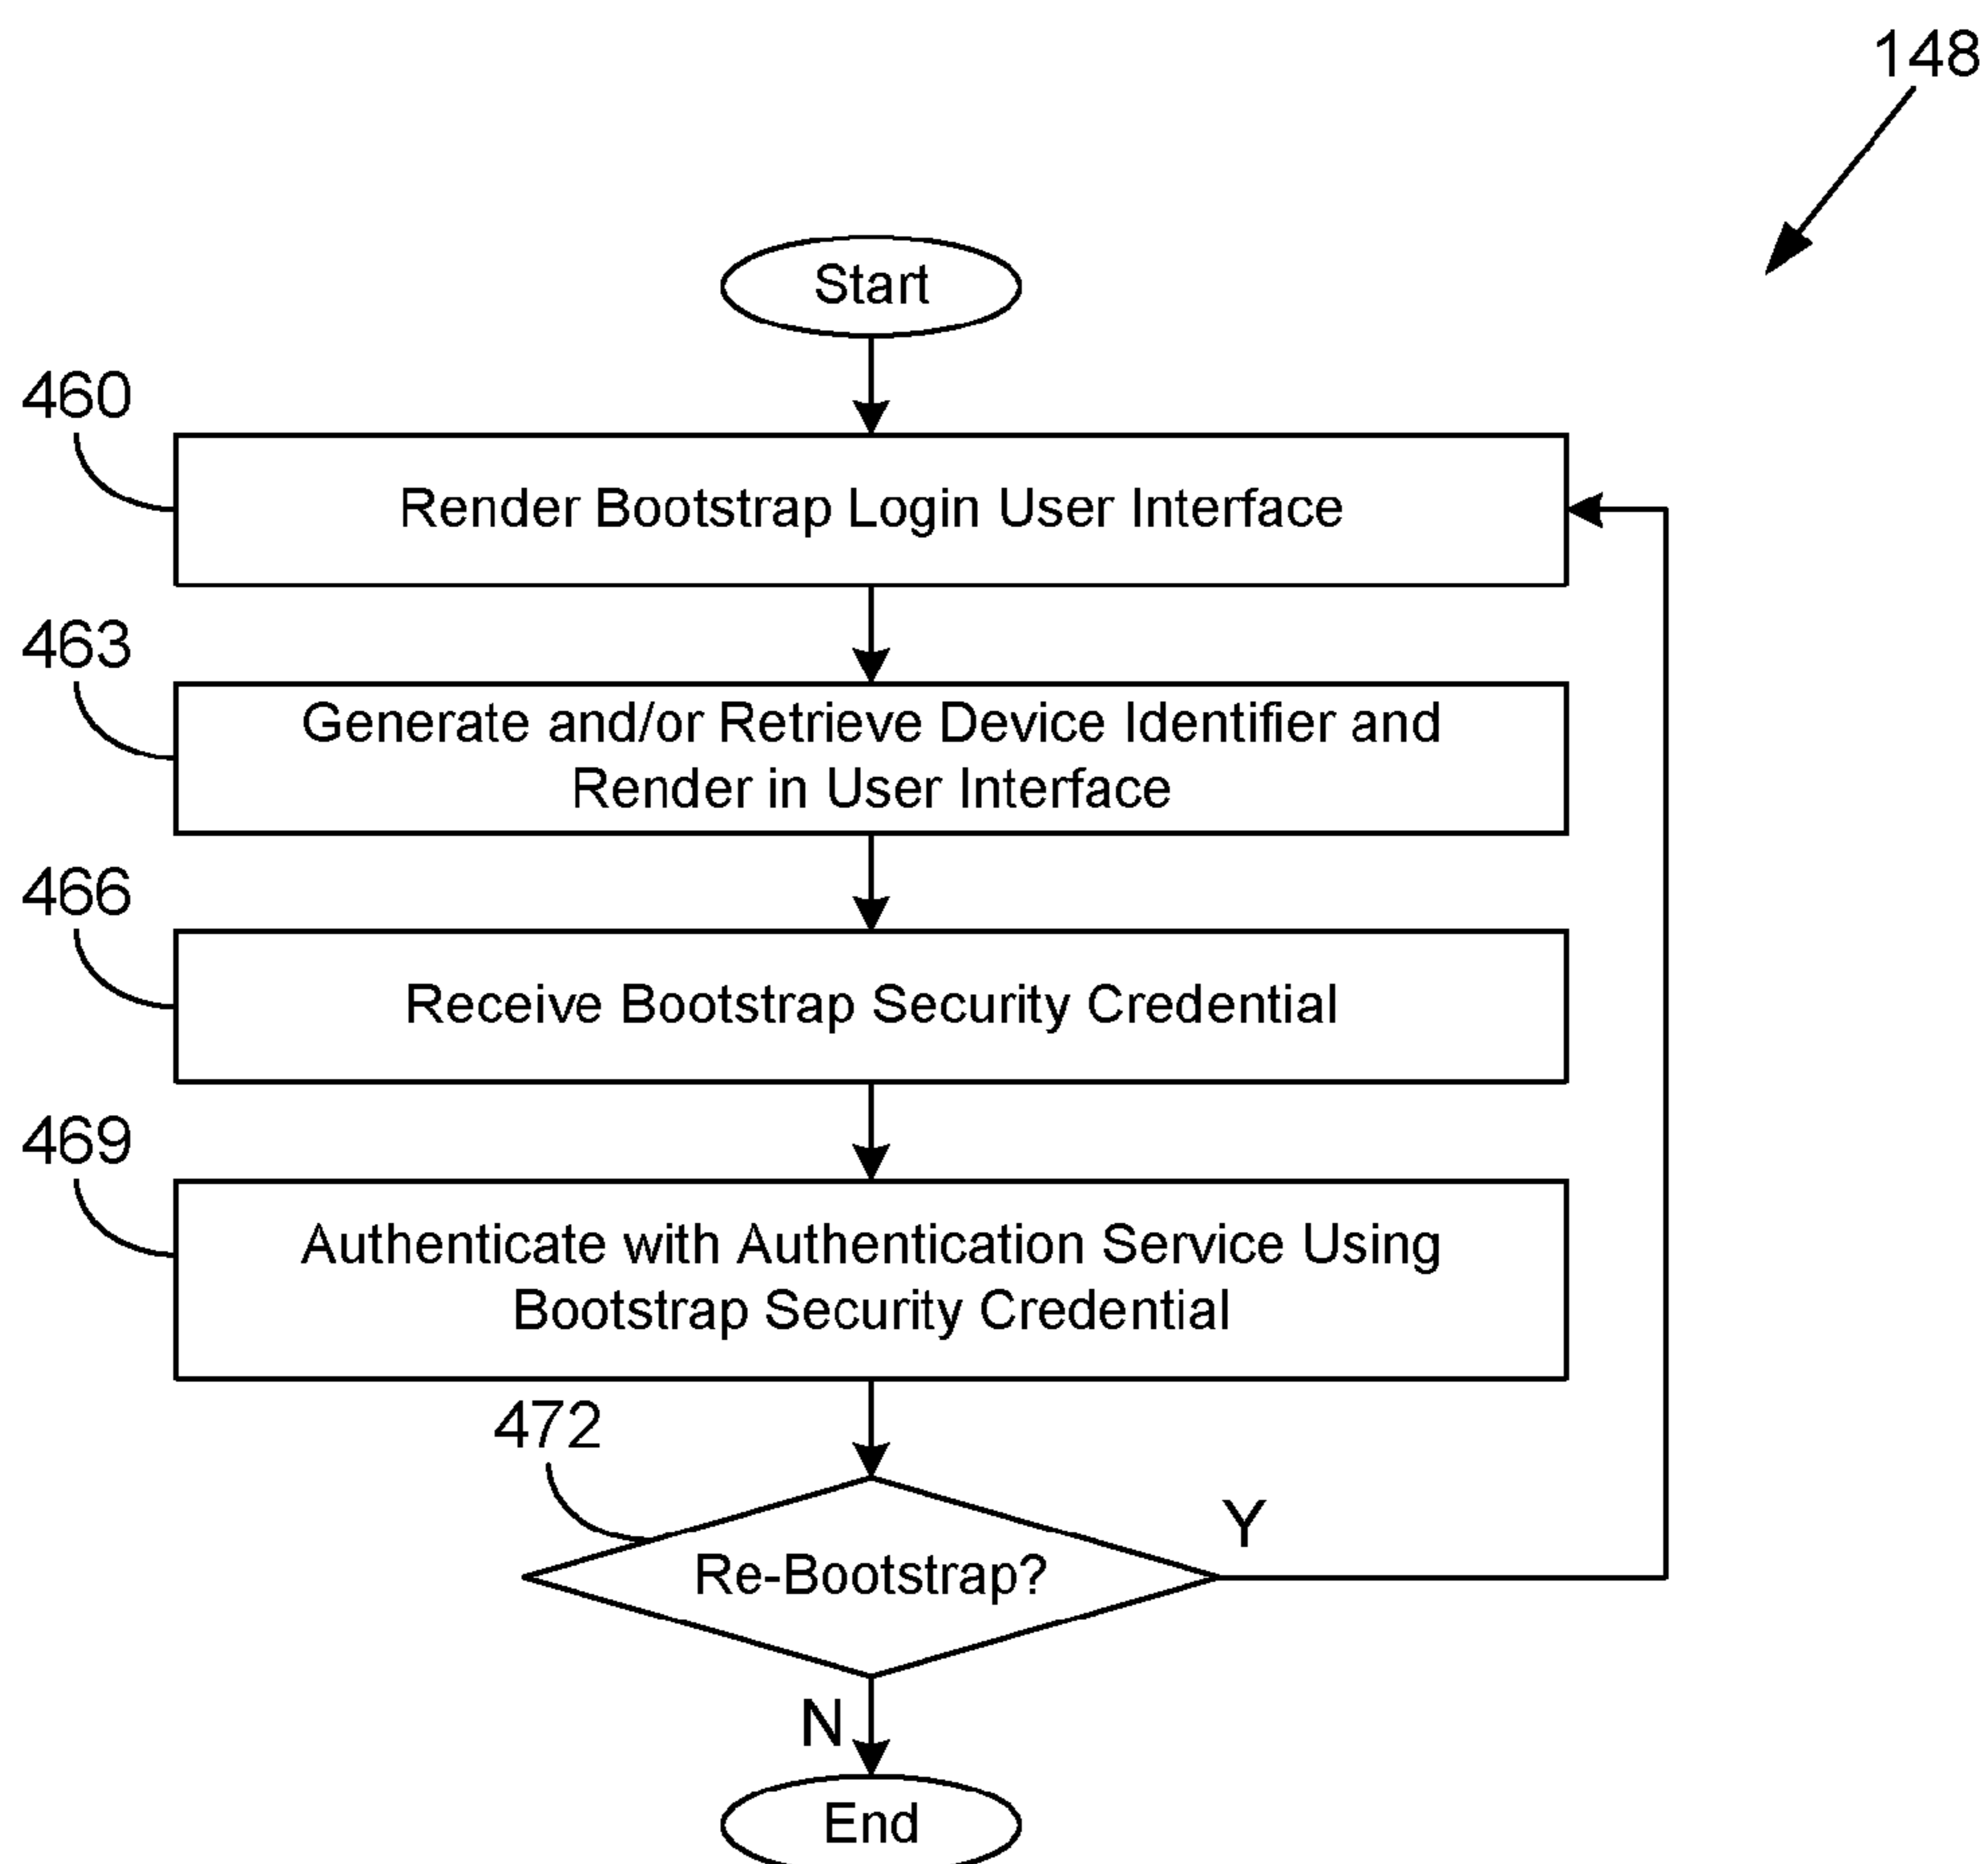 148
Start
460
Render Bootstrap Login User Interface
463
Generate and/or Retrieve Device Identifier and
Render in User Interface
466
Receive Bootstrap Security Credential
469
Authenticate with Authentication Service Using
Bootstrap Security Credential
472
Re-Bootstrap?
Y
N
End